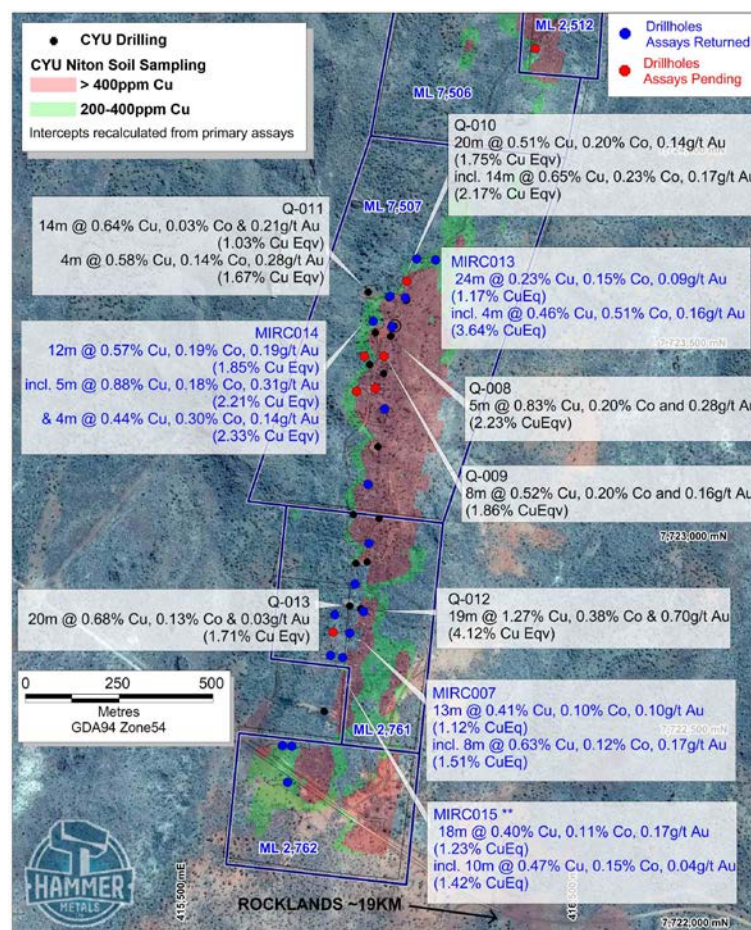 CYU Drilling
CYU Niton Soil Sampling
> 400ppm Cu
200-400ppm Cu
Intercepts recalculated from primary assays
ML 2,512
Drillholes
Assays Returned
Drillholes
Assays Pending
ML 7,506
Q-010
20m @ 0.51% Cu, 0.20% Co, 0.14g/t Au
(1.75% Cu Eqv)
incl. 14m @ 0.65% Cu, 0.23% Co, 0.17g/t Au
(2.17% Cu Eqv)
ML 7,507
Q-011
14m @ 0.64% Cu, 0.03% Co & 0.21g/t Au
(1.03% Cu Eqv)
4m @ 0.58% Cu, 0.14% Co, 0.28g/t Au
(1.67% Cu Eqv)
MIRC013
24m @ 0.23% Cu, 0.15% Co, 0.09g/t Au
(1.17% CuEq)
incl. 4m @ 0.46% Cu, 0.51% Co, 0.16g/t Au
(3.64% CuEq)
MIRC014
12m @ 0.57% Cu, 0.19% Co, 0.19g/t Au
(1.85% Cu Eqv)
incl. 5m @ 0.88% Cu, 0.18% Co, 0.31g/t Au
(2.21% Cu Eqv)
& 4m @ 0.44% Cu, 0.30% Co, 0.14g/t Au
(2.33% Cu Eqv)
7,723,500 mN
Q-008
5m @ 0.83% Cu, 0.20% Co and 0.28g/t Au
(2.23% CuEqv)
Q-009
8m @ 0.52% Cu, 0.20% Co and 0.16g/t Au
(1.86% CuEqv)
7,723,000 mN
Q-013
20m @ 0.68% Cu, 0.13% Co & 0.03g/t Au
(1.71% Cu Eqv)
Q-012
19m @ 1.27% Cu, 0.38% Co & 0.70g/t Au
(4.12% Cu Eqv)
0 250 500
Metres
GDA94 Zone54
MIRC007
13m @ 0.41% Cu, 0.10% Co, 0.10g/t Au
(1.12% CuEq)
incl. 8m @ 0.63% Cu, 0.12% Co, 0.17g/t Au
(1.51% CuEq)
7,722,500 mN
ML 2,761
MIRC015 **
18m @ 0.40% Cu, 0.11% Co, 0.17g/t Au
(1.23% CuEq)
incl. 10m @ 0.47% Cu, 0.15% Co, 0.04g/t Au
(1.42% CuEq)
ML 2,762
HAMMER
METALS
415,500 mE
ROCKLANDS ~19KM
7,722,000 mN